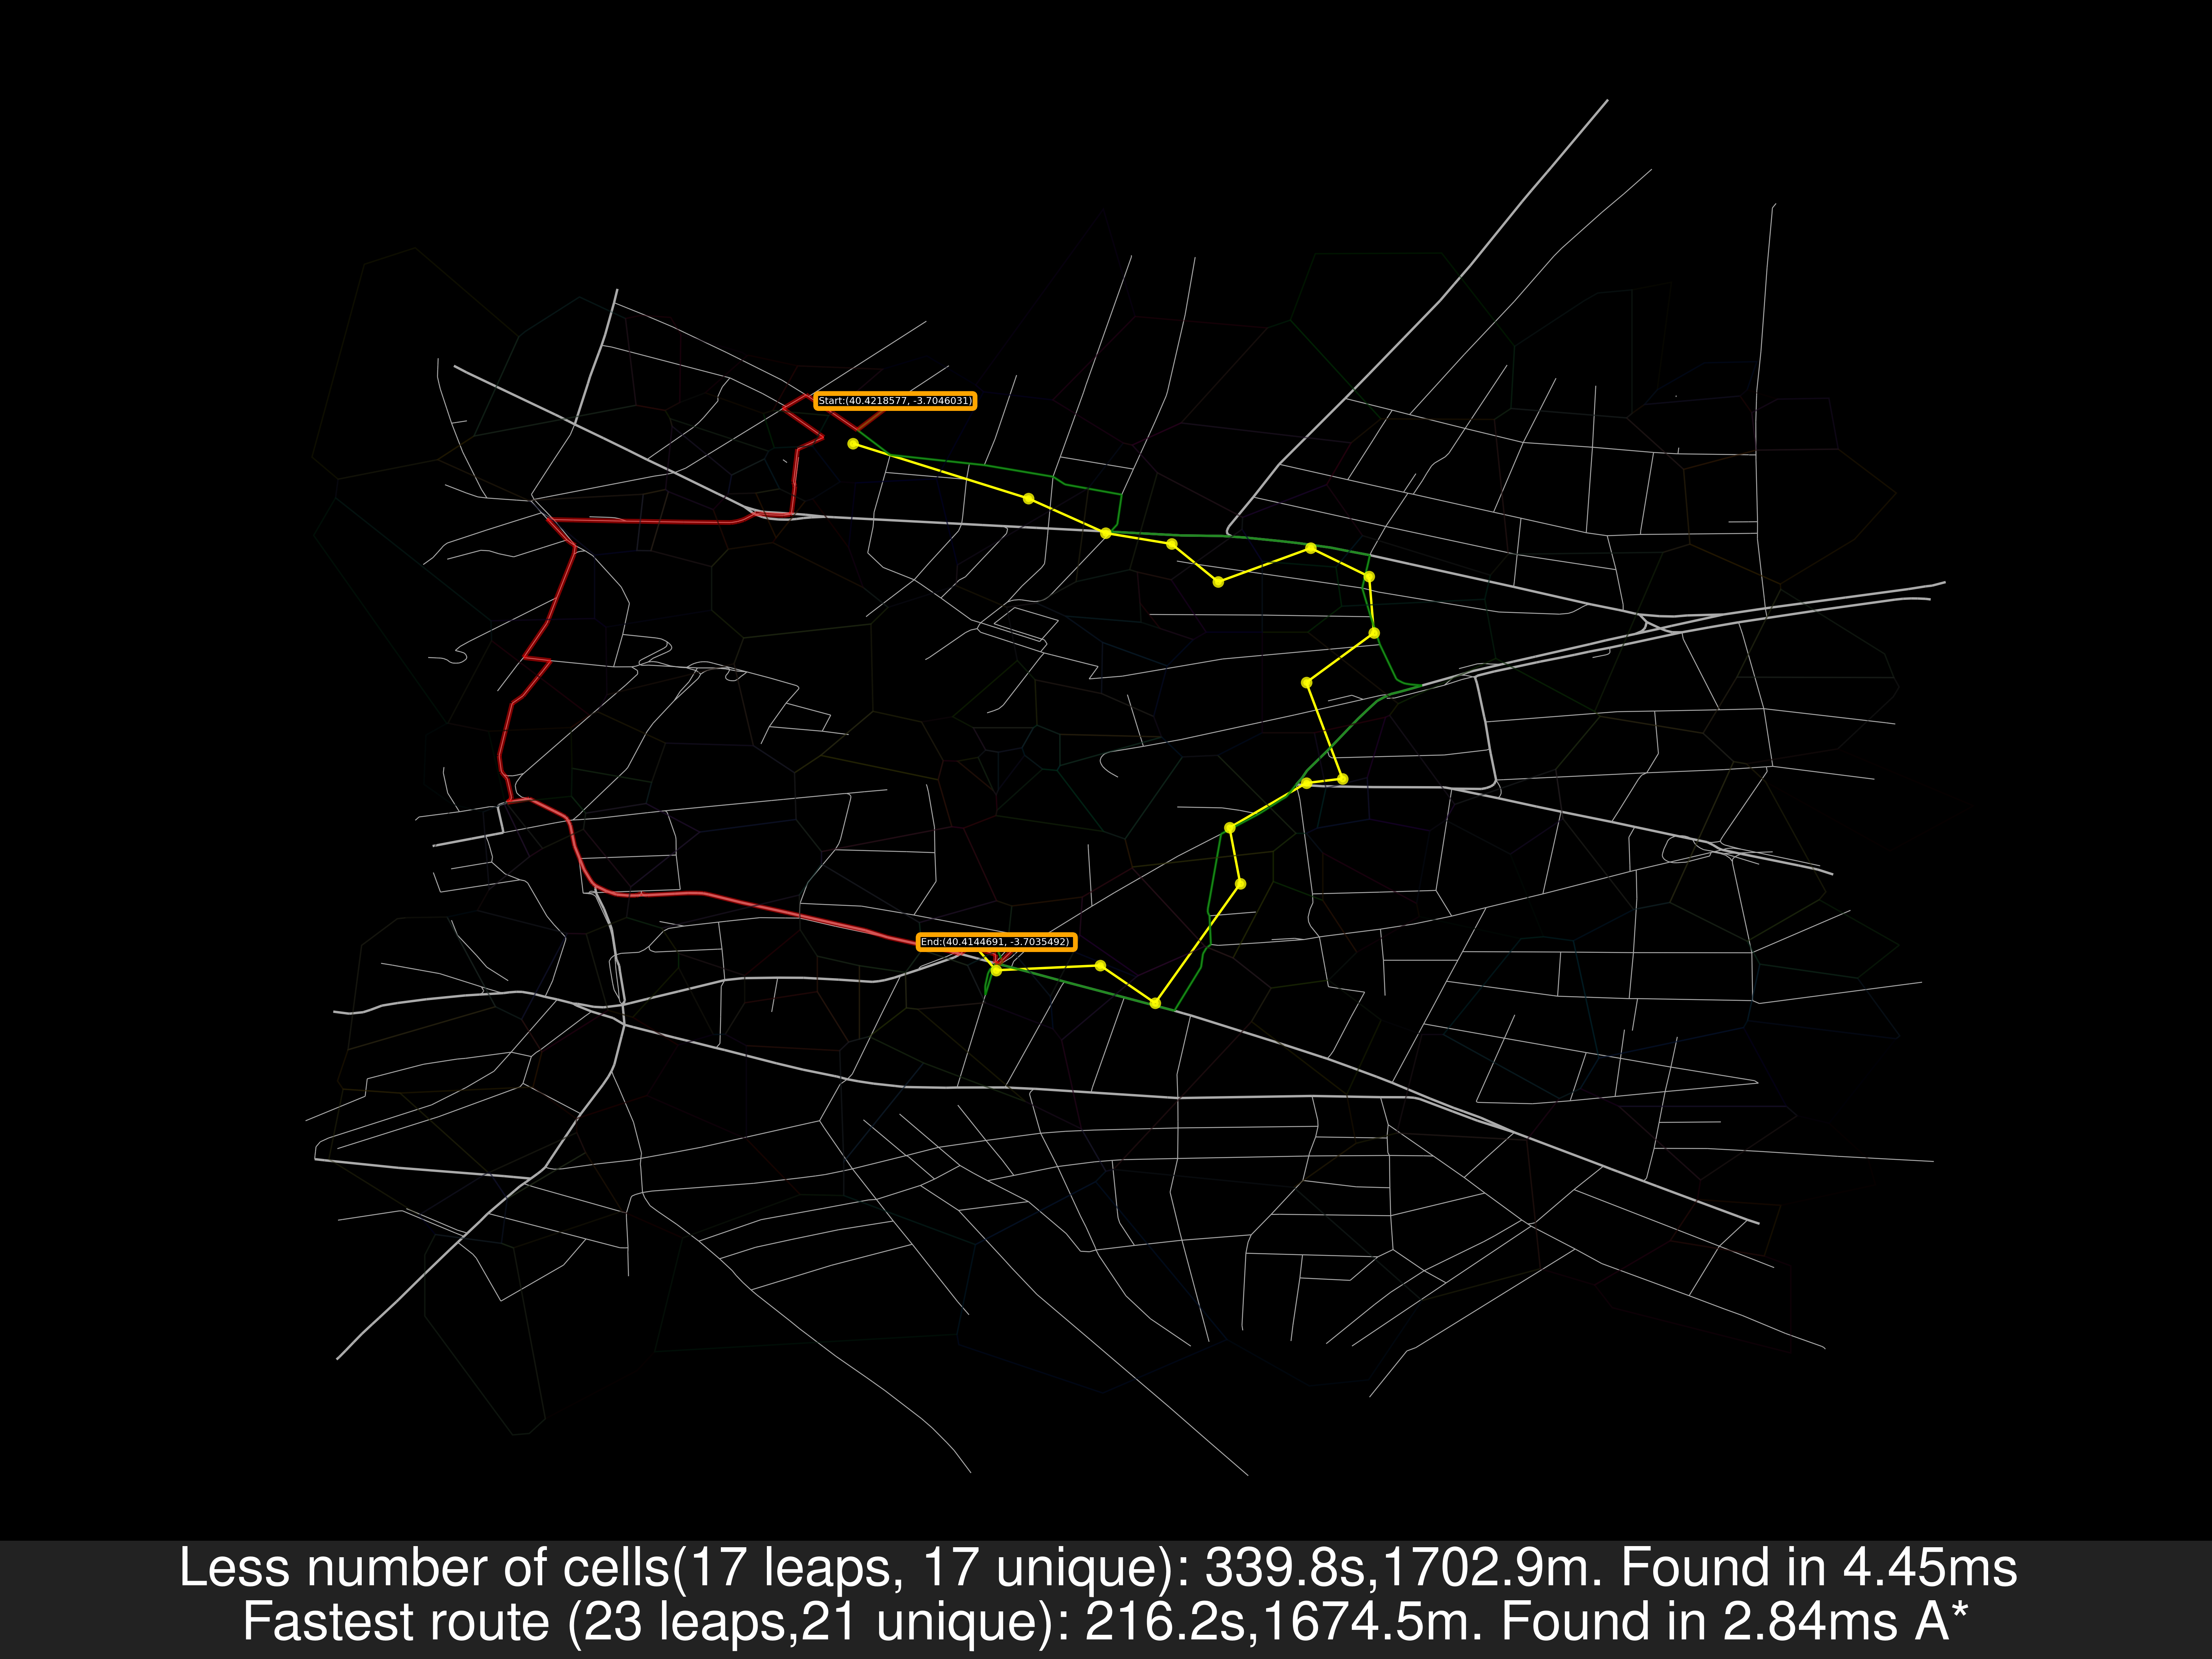 Start:(40.4218577, -3.7046031)
End:(40.4144691, -3.7035492)
Less number of cells(17 leaps, 17 unique): 339.8s,1702.9m. Found in 4.45ms
Fastest route (23 leaps,21 unique): 216.2s,1674.5m. Found in 2.84ms A*